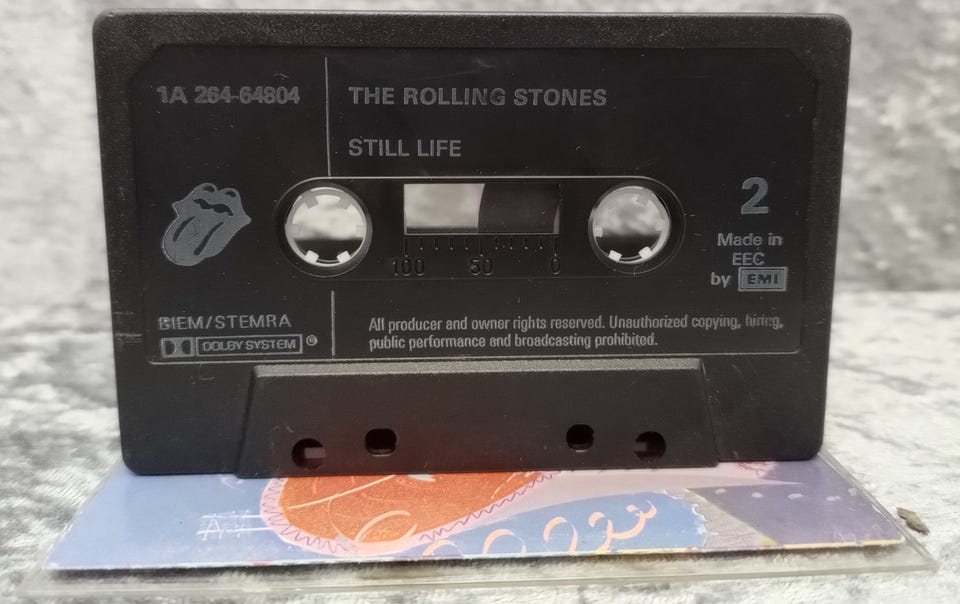 1A 264-64804
THE ROLLING STONES
STILL LIFE
2
Made in
EEC
by EMI
100 50 0
BIEM/STEMRA
DOLBY SYSTEM ®
All producer and owner rights reserved. Unauthorized copying, hiring,
public performance and broadcasting prohibited.